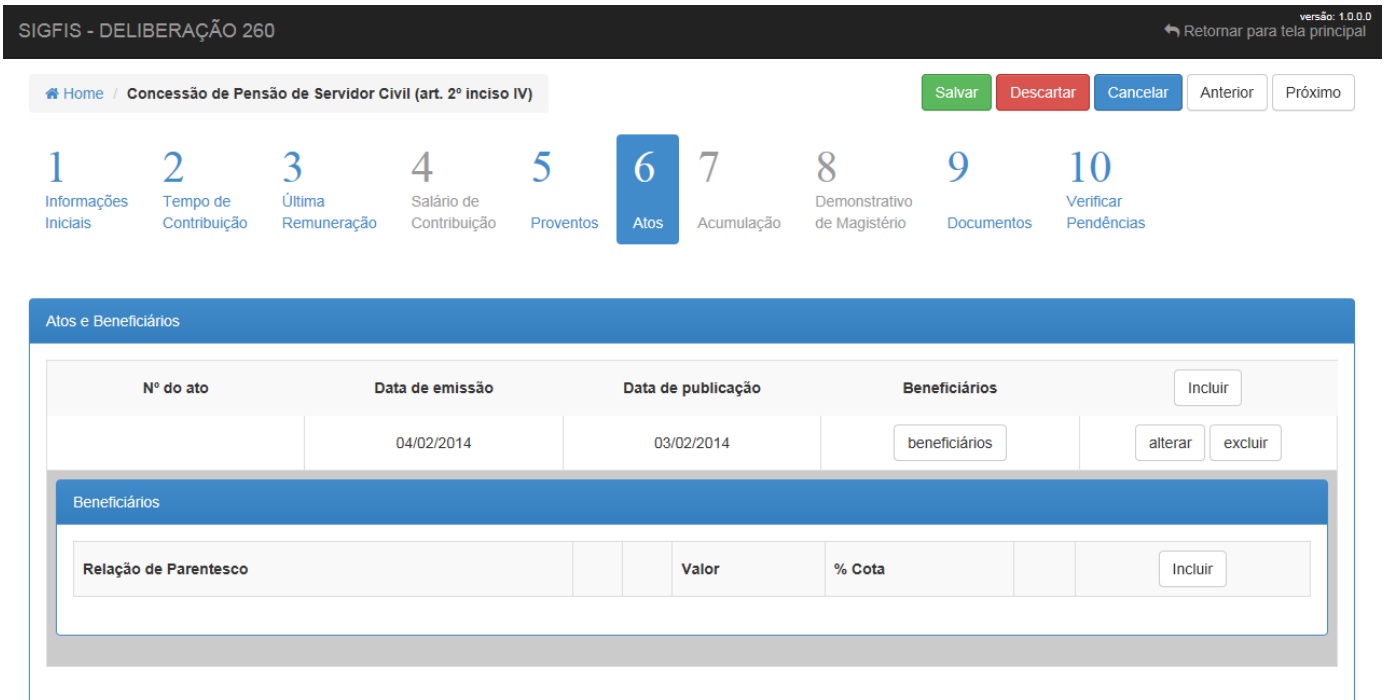 versão: 1.0.0.0
SIGFIS - DELIBERAÇÃO 260
Retornar para tela principal
Home / Concessão de Pensão de Servidor Civil (art. 2º inciso IV)
Salvar Descartar Cancelar Anterior Próximo
1 2 3 4 5 6 7 8 9 10
Informações Tempo de Última Salário de Demonstrativo Verificar
Iniciais Contribuição Remuneração Contribuição Proventos Atos Acumulação de Magistério Documentos Pendências
Atos e Beneficiários
Nº do ato Data de emissão Data de publicação Beneficiários Incluir
04/02/2014 03/02/2014 beneficiários alterar excluir
Beneficiários
Relação de Parentesco Valor % Cota Incluir